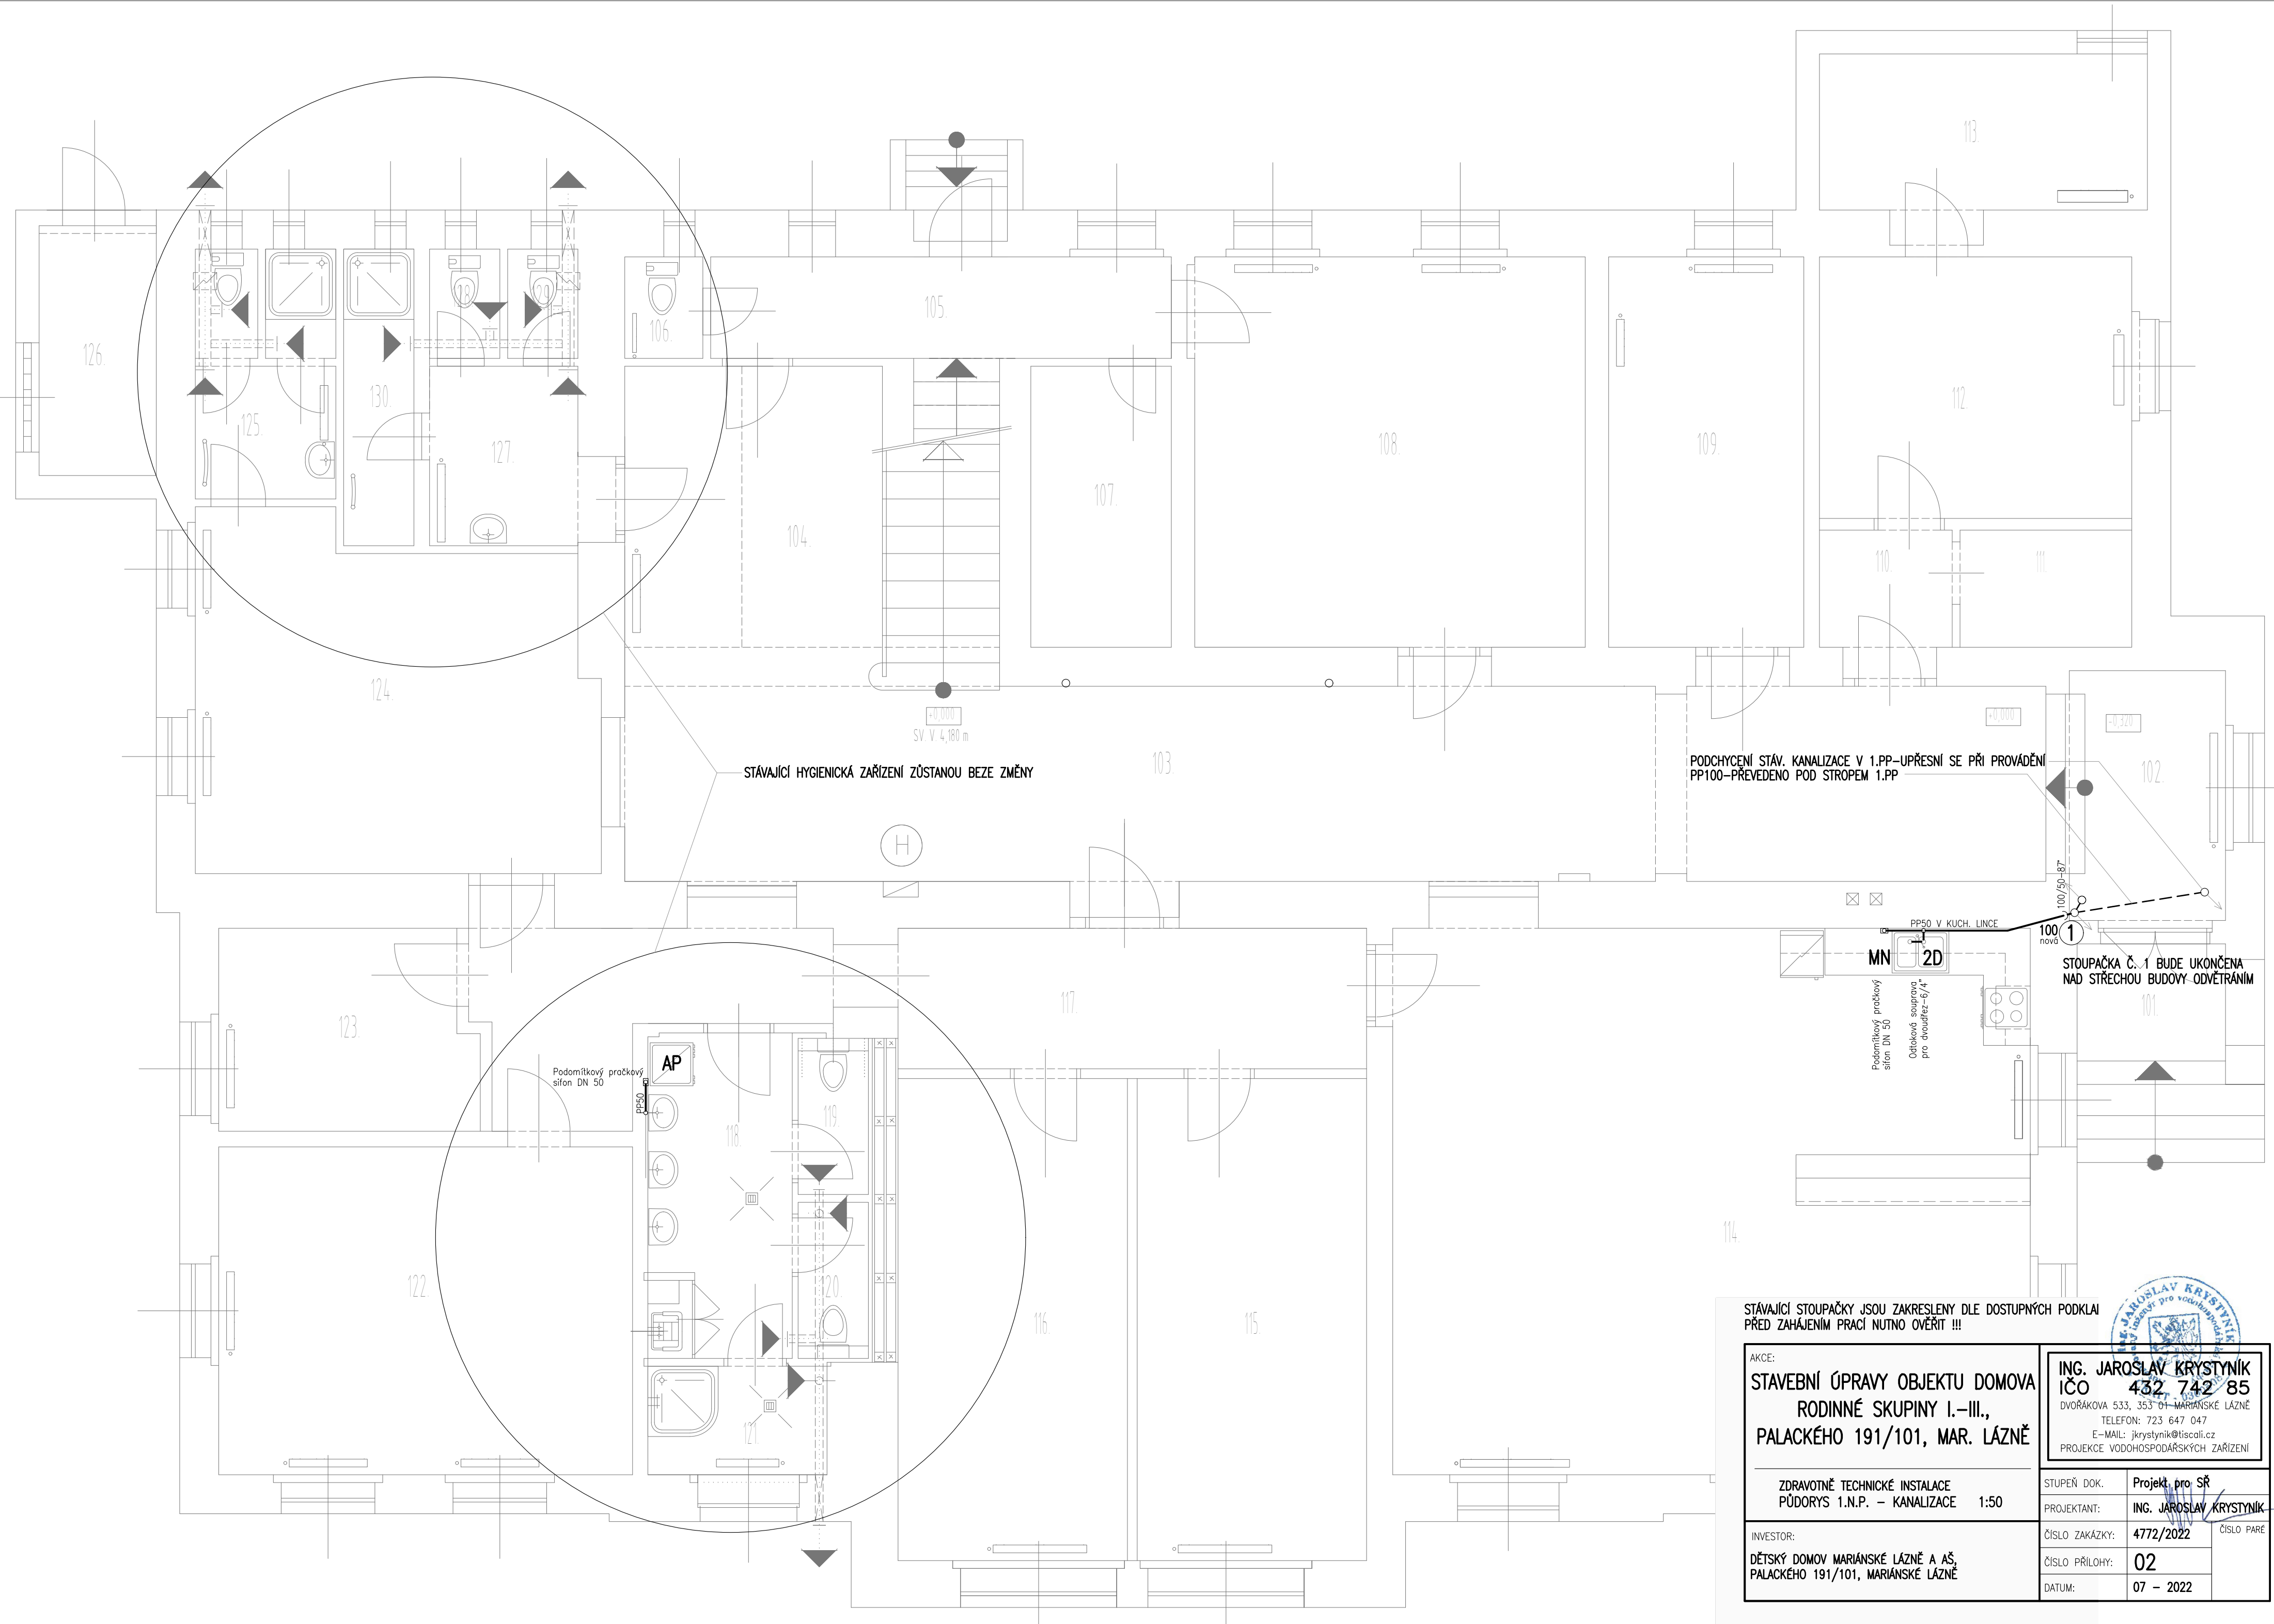 113.
105.
106.
126.
128.
129.
125.
130.
127.
104.
107.
108.
109.
112.
110.
111.
124.
+0,000
SV V 4,180 m
103.
+0,000
-0,320
102.
STÁVAJÍCÍ HYGIENICKÁ ZAŘÍZENÍ ZŮSTANOU BEZE ZMĚNY
PODCHYCENÍ STÁV. KANALIZACE V 1.PP-UPŘESNÍ SE PŘI PROVÁDĚNÍ
PP100-PŘEVEDENO POD STROPEM 1.PP
H
100/50-87°
PP50 V KUCH. LINCE
100
nová
1
MN
2D
STOUPAČKA Č. 1 BUDE UKONČENA
NAD STŘECHOU BUDOVY ODVĚTRÁNÍM
Podomítkový pračkový
sifon DN 50
Odtoková souprava
pro dvoudřez-6/4"
101.
117.
123.
Podomítkový pračkový
sifon DN 50
AP
PP50
118.
119.
120.
122.
116.
115.
114.
121.
STÁVAJÍCÍ STOUPAČKY JSOU ZAKRESLENY DLE DOSTUPNÝCH
PŘED ZAHÁJENÍM PRACÍ NUTNO OVĚŘIT !!!
AKCE:
STAVEBNÍ ÚPRAVY OBJEKTU DOMOVA
RODINNÉ SKUPINY I.-III.,
PALACKÉHO 191/101, MAR. LÁZNĚ
ZDRAVOTNĚ TECHNICKÉ INSTALACE
PŮDORYS 1.N.P. - KANALIZACE 1:50
INVESTOR:
DĚTSKÝ DOMOV MARIÁNSKÉ LÁZNĚ A AŠ,
PALACKÉHO 191/101, MARIÁNSKÉ LÁZNĚ
ING. JAROSLAV KRYSTYNÍK
IČO 432 742 85
DVOŘÁKOVA 533, 353 01 MARIÁNSKÉ LÁZNĚ
TELEFON: 723 647 047
E-MAIL: jkrystynik@tiscali.cz
PROJEKCE VODOHOSPODÁŘSKÝCH ZAŘÍZENÍ
STUPEŇ DOK. Projekt pro SŘ
PROJEKTANT: ING. JAROSLAV KRYSTYNÍK
ČÍSLO ZAKÁZKY: 4772/2022
ČÍSLO PARÉ
ČÍSLO PŘÍLOHY: 02
DATUM: 07 - 2022
ING. JAROSLAV KRYSTYNÍK